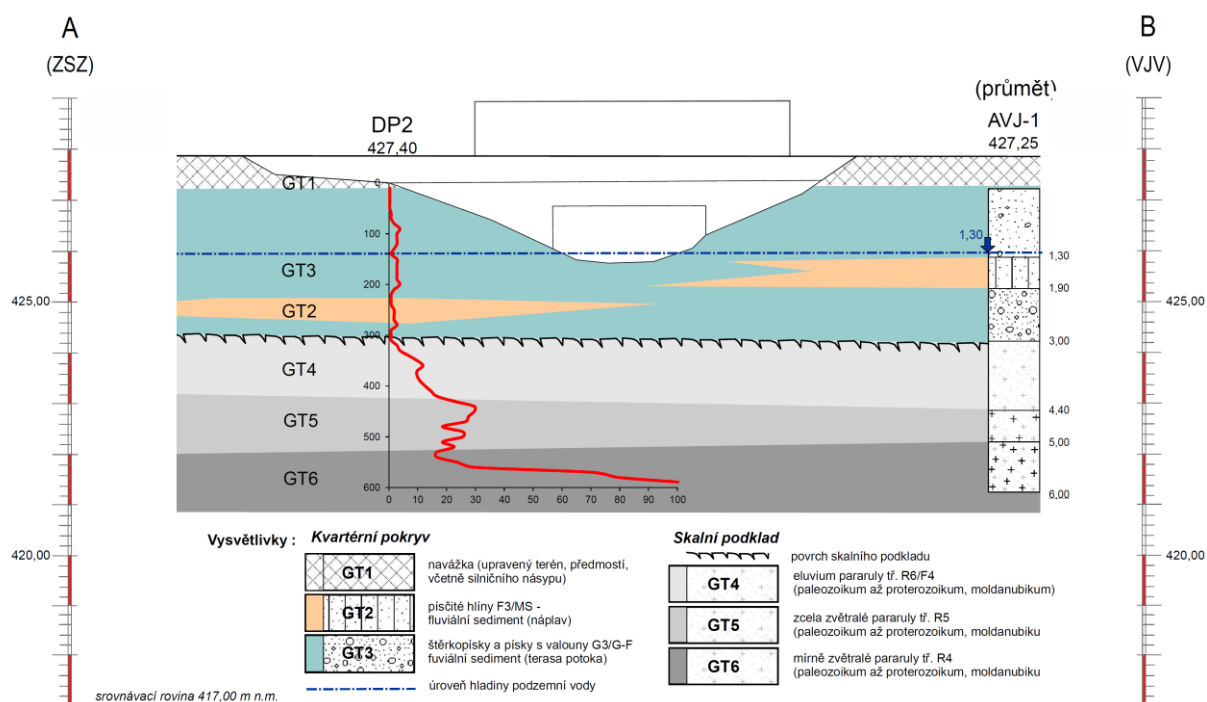 A
(ZSZ)
B
(VJV)
(průmět)
DP2
427,40
AVJ-1
427,25
GT1
GT3
GT2
GT4
GT5
GT6
0
100
200
300
400
500
600
0 10 20 30 40 50 60 70 80 90 100
1,30
1,30
1,90
3,00
4,40
5,00
6,00
425,00
420,00
425,00
420,00
Vysvětlivky :
Kvartérní pokryv
GT1
navážka (upravený terén, předmostí,
včetně silničního násypu)
GT2
písčité hlíny F3/MS -
fluviální sediment (náplav)
GT3
štěrkopísky a písky s valouny G3/G-F
fuviální sediment (terasa potoka)
úroveň hladiny podzemní vody
Skalní podklad
povrch skalního podkladu
GT4
eluvium pararuly tř. R6/F4
(paleozoikum až proterozoikum, moldanubikum)
GT5
zcela zvětralé pararuly tř. R5
(paleozoikum až proterozoikum, moldanubiku
GT6
mírně zvětralé pararuly tř. R4
(paleozoikum až proterozoikum, moldanubiku
srovnávací rovina 417,00 m n.m.